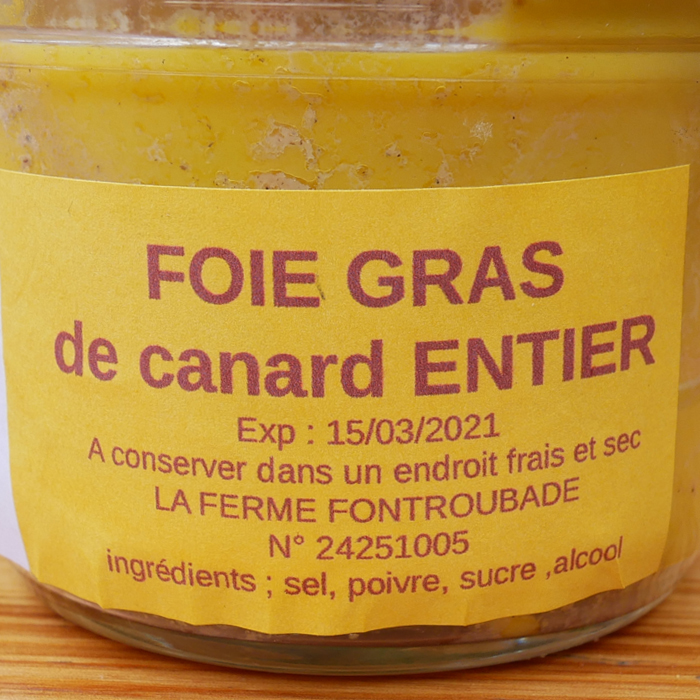 FOIE GRAS
de canard ENTIER
Exp : 15/03/2021
A conserver dans un endroit frais et sec
LA FERME FONTROUBADE
N° 24251005
ingrédients ; sel, poivre, sucre ,alcool